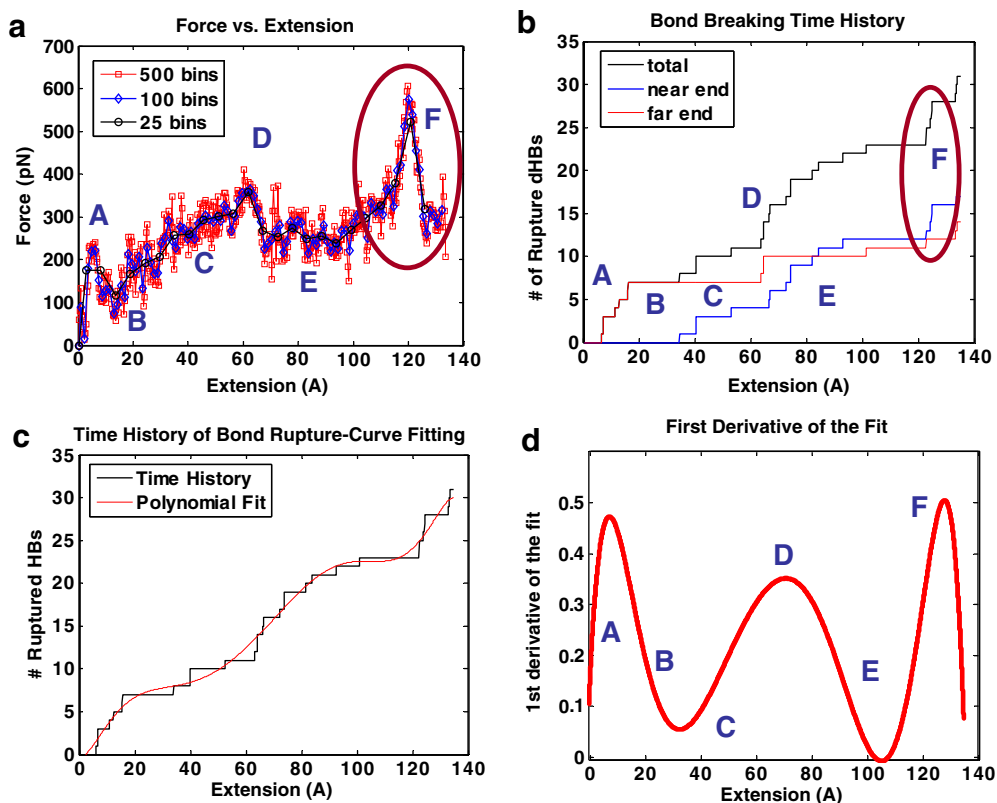 a
Force vs. Extension
700
600
500
400
300
200
100
0
Force (pN)
500 bins
100 bins
25 bins
A
B
C
D
E
F
0 20 40 60 80 100 120 140
Extension (A)
b
Bond Breaking Time History
35
30
25
20
15
10
5
0
# of Rupture dHBs
total
near end
far end
A
B
C
D
E
F
0 20 40 60 80 100 120 140
Extension (A)
c
Time History of Bond Rupture-Curve Fitting
35
30
25
20
15
10
5
0
# Ruptured HBs
Time History
Polynomial Fit
0 20 40 60 80 100 120 140
Extension (A)
d
First Derivative of the Fit
0.5
0.4
0.3
0.2
0.1
0
1st derivative of the fit
A
B
C
D
E
F
0 20 40 60 80 100 120 140
Extension (A)